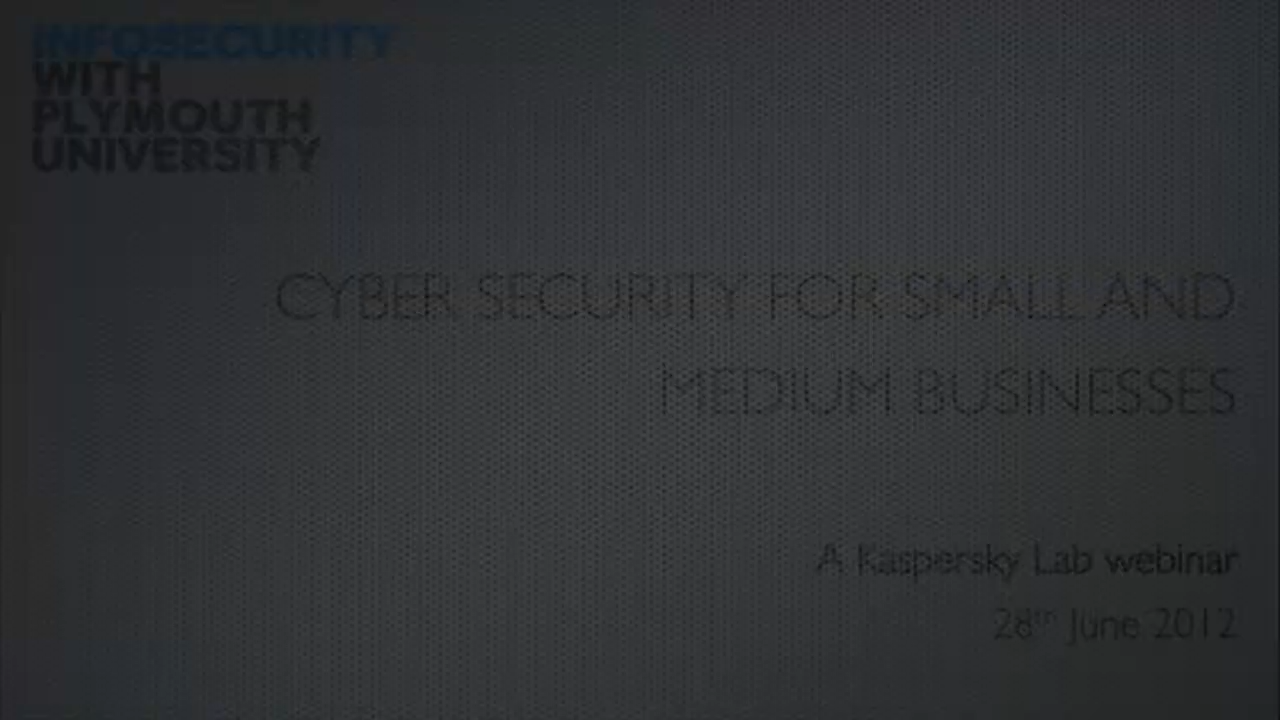 INFOSECURITY
WITH
PLYMOUTH
UNIVERSITY
CYBER SECURITY FOR SMALL AND
MEDIUM BUSINESSES
A Kaspersky Lab webinar
28th June 2012